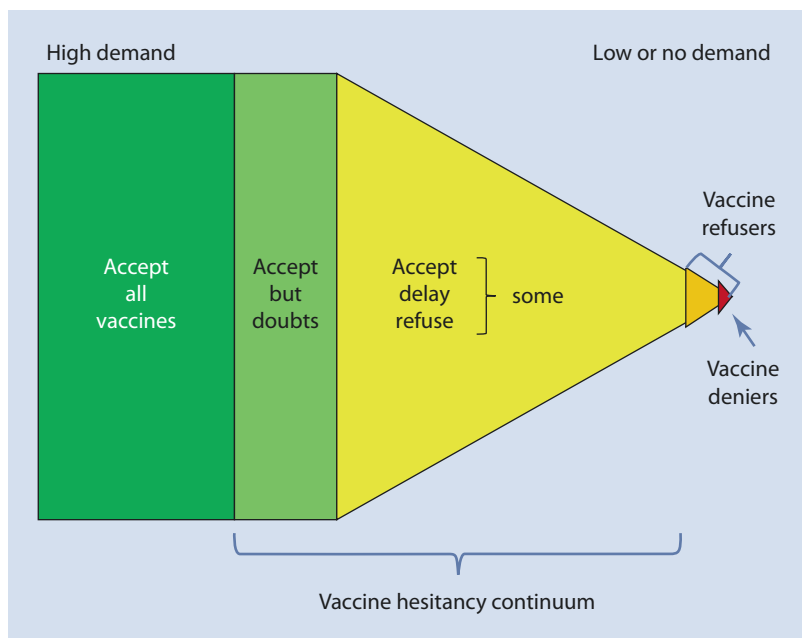 High demand
Low or no demand
Vaccine
refusers
Accept
all
vaccines
Accept
but
doubts
Accept
delay
refuse
some
Vaccine
deniers
Vaccine hesitancy continuum